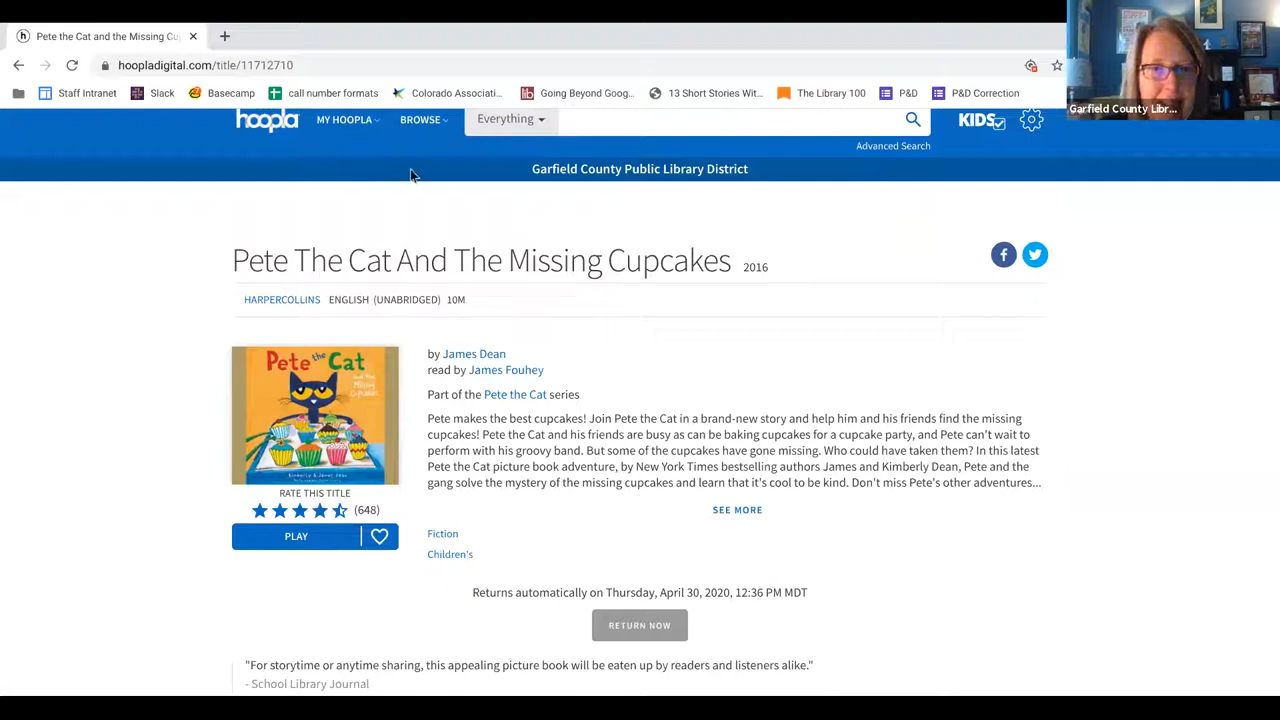 Pete the Cat and the Missing Cu
hoopladigital.com/title/11712710
Staff Intranet Slack Basecamp call number formats Colorado Associati... Going Beyond Goog... 13 Short Stories Wit... The Library 100 P&D P&D Correction
Garfield County Libr...
hoopla MY HOOPLA BROWSE Everything KIDS
Advanced Search
Garfield County Public Library District
Pete The Cat And The Missing Cupcakes 2016
HARPERCOLLINS ENGLISH (UNABRIDGED) 10M
Pete the Cat
and the
Missing
Cupcakes
Kimberly & James Dean
by James Dean
read by James Fouhey
Part of the Pete the Cat series
Pete makes the best cupcakes! Join Pete the Cat in a brand-new story and help him and his friends find the missing
cupcakes! Pete the Cat and his friends are busy as can be baking cupcakes for a cupcake party, and Pete can't wait to
perform with his groovy band. But some of the cupcakes have gone missing. Who could have taken them? In this latest
Pete the Cat picture book adventure, by New York Times bestselling authors James and Kimberly Dean, Pete and the
gang solve the mystery of the missing cupcakes and learn that it's cool to be kind. Don't miss Pete's other adventures...
SEE MORE
RATE THIS TITLE
(648)
PLAY
Fiction
Children's
Returns automatically on Thursday, April 30, 2020, 12:36 PM MDT
RETURN NOW
"For storytime or anytime sharing, this appealing picture book will be eaten up by readers and listeners alike."
- School Library Journal